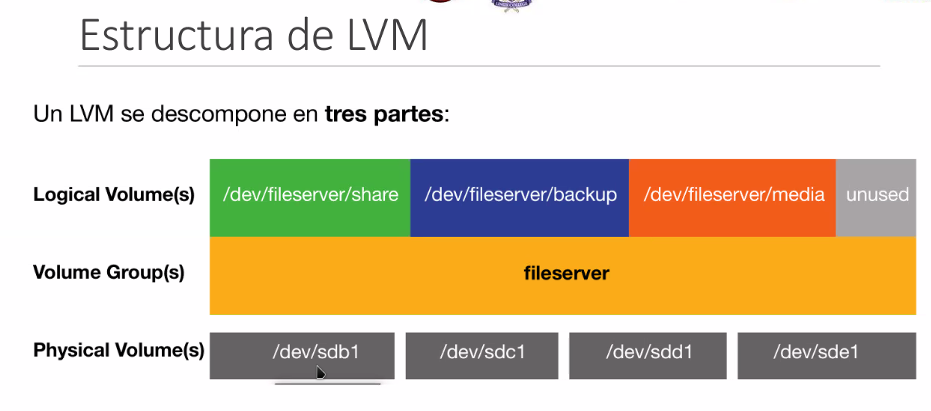 Estructura de LVM
Un LVM se descompone en tres partes:
Logical Volume(s) /dev/fileserver/share /dev/fileserver/backup /dev/fileserver/media unused
Volume Group(s) fileserver
Physical Volume(s) /dev/sdb1 /dev/sdc1 /dev/sdd1 /dev/sde1